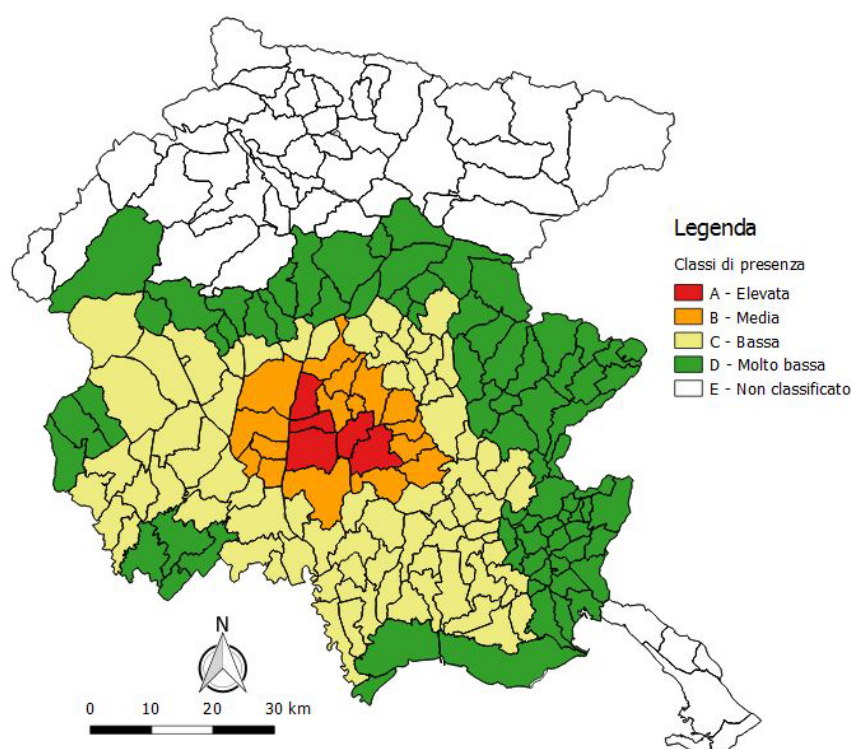 Legenda
Classi di presenza
A - Elevata
B - Media
C - Bassa
D - Molto bassa
E - Non classificato
N
0 10 20 30 km